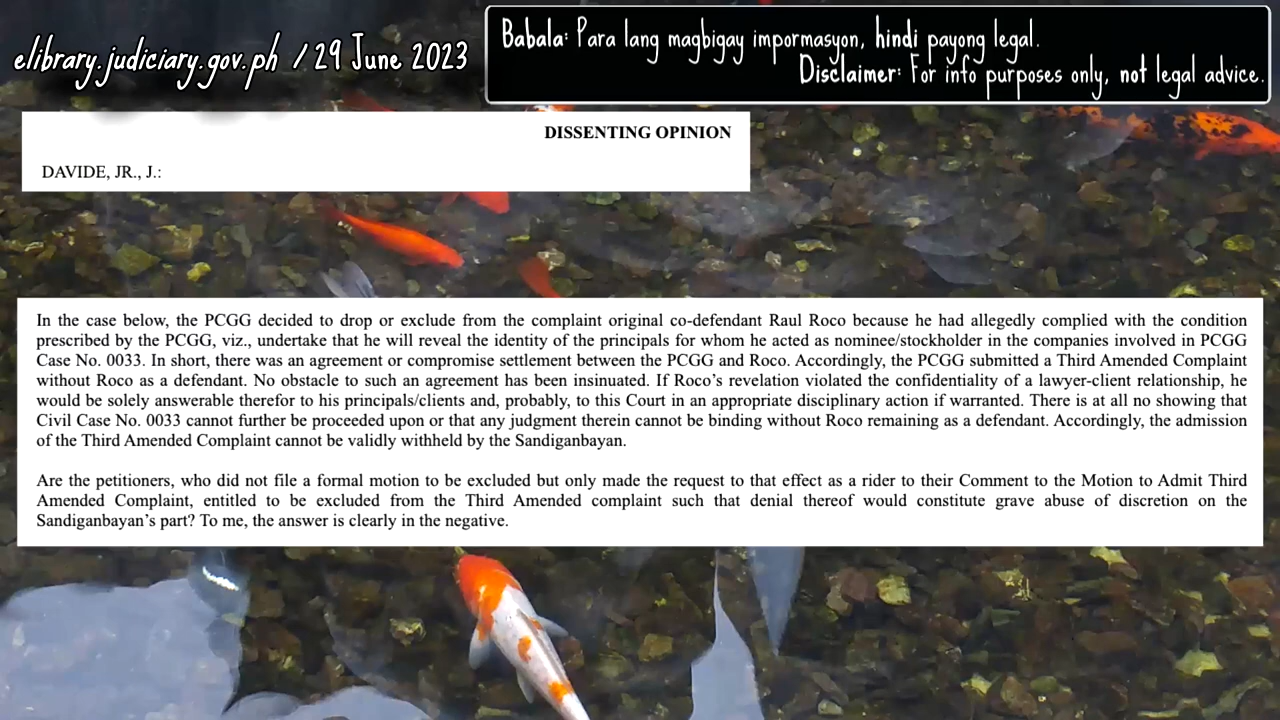 elibrary.judiciary.gov.ph / 29 June 2023
Babala: Para lang magbigay impormasyon, hindi payong legal.
Disclaimer: For info purposes only, not legal advice.
DISSENTING OPINION
DAVIDE, JR., J.:
In the case below, the PCGG decided to drop or exclude from the complaint original co-defendant Raul Roco because he had allegedly complied with the condition
prescribed by the PCGG, viz., undertake that he will reveal the identity of the principals for whom he acted as nominee/stockholder in the companies involved in PCGG
Case No. 0033. In short, there was an agreement or compromise settlement between the PCGG and Roco. Accordingly, the PCGG submitted a Third Amended Complaint
without Roco as a defendant. No obstacle to such an agreement has been insinuated. If Roco's revelation violated the confidentiality of a lawyer-client relationship, he
would be solely answerable therefor to his principals/clients and, probably, to this Court in an appropriate disciplinary action if warranted. There is at all no showing that
Civil Case No. 0033 cannot further be proceeded upon or that any judgment therein cannot be binding without Roco remaining as a defendant. Accordingly, the admission
of the Third Amended Complaint cannot be validly withheld by the Sandiganbayan.
Are the petitioners, who did not file a formal motion to be excluded but only made the request to that effect as a rider to their Comment to the Motion to Admit Third
Amended Complaint, entitled to be excluded from the Third Amended complaint such that denial thereof would constitute grave abuse of discretion on the
Sandiganbayan's part? To me, the answer is clearly in the negative.